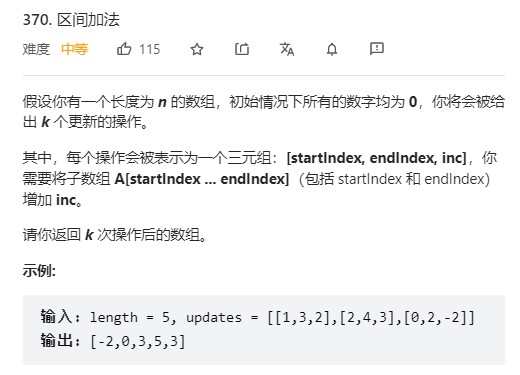 370. 区间加法
难度 中等 115
假设你有一个长度为 n 的数组，初始情况下所有的数字均为 0，你将会被给
出 k 个更新的操作。
其中，每个操作会被表示为一个三元组：[startIndex, endIndex, inc]，你
需要将子数组 A[startIndex ... endIndex]（包括 startIndex 和 endIndex）
增加 inc。
请你返回 k 次操作后的数组。
示例:
输入: length = 5, updates = [[1,3,2],[2,4,3],[0,2,-2]]
输出: [-2,0,3,5,3]